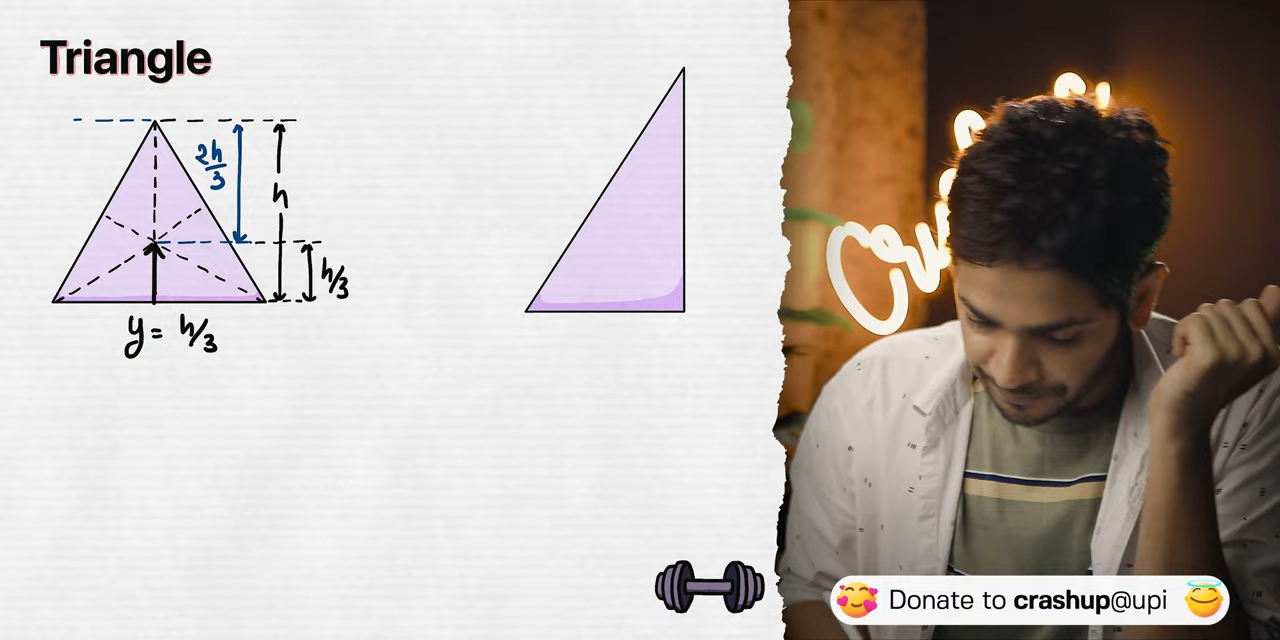 Triangle
2h/3
h
h/3
y = h/3
Donate to crashup@upi